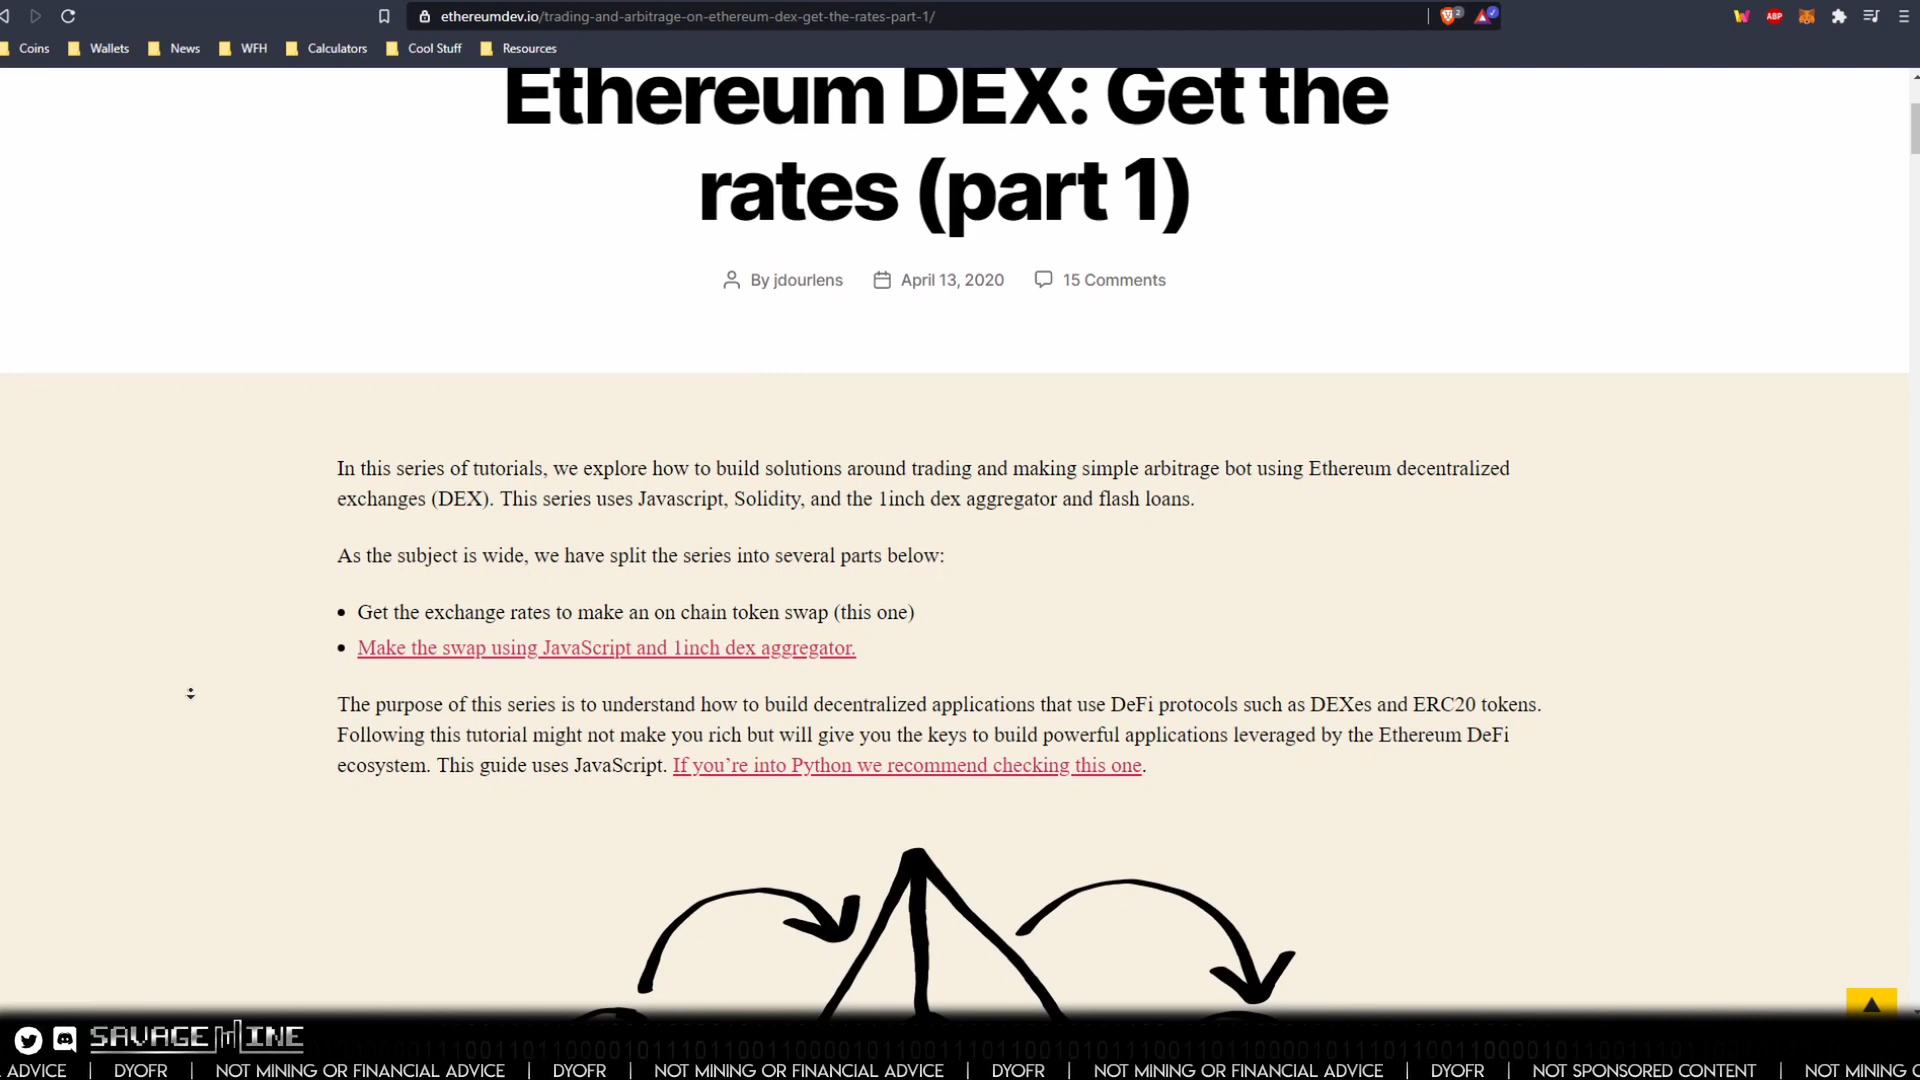 ethereumdev.io/trading-and-arbitrage-on-ethereum-dex-get-the-rates-part-1/
2
ABP
Coins
Wallets
News
WFH
Calculators
Cool Stuff
Resources
Ethereum DEX: Get the
rates (part 1)
By jdourlens
April 13, 2020
15 Comments
In this series of tutorials, we explore how to build solutions around trading and making simple arbitrage bot using Ethereum decentralized
exchanges (DEX). This series uses Javascript, Solidity, and the 1inch dex aggregator and flash loans.
As the subject is wide, we have split the series into several parts below:
• Get the exchange rates to make an on chain token swap (this one)
• Make the swap using JavaScript and 1inch dex aggregator.
The purpose of this series is to understand how to build decentralized applications that use DeFi protocols such as DEXes and ERC20 tokens.
Following this tutorial might not make you rich but will give you the keys to build powerful applications leveraged by the Ethereum DeFi
ecosystem. This guide uses JavaScript. If you’re into Python we recommend checking this one.
SAVAGEMINE
ADVICE | DYOFR | NOT MINING OR FINANCIAL ADVICE | DYOFR | NOT MINING OR FINANCIAL ADVICE | DYOFR | NOT MINING OR FINANCIAL ADVICE | DYOFR | NOT SPONSORED CONTENT | NOT MINING